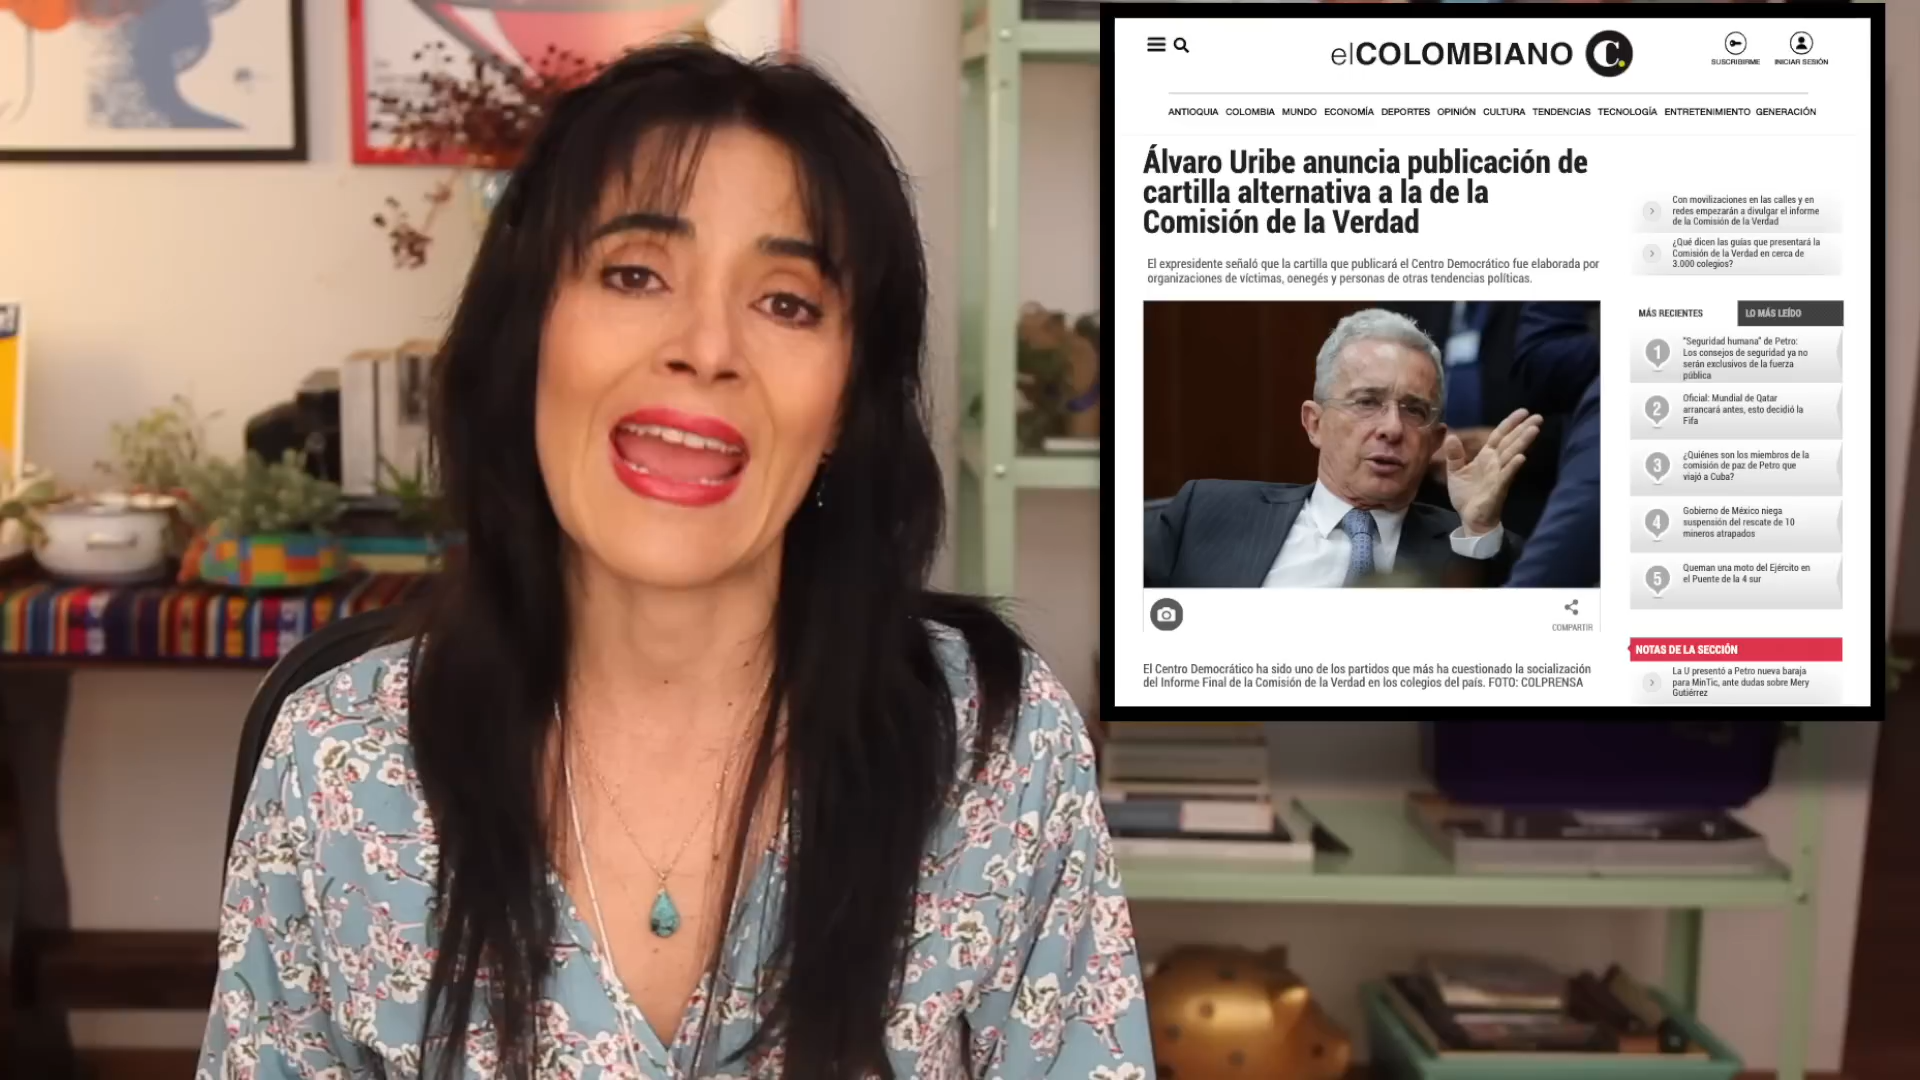 elCOLOMBIANO C.
SUSCRIBIRME
INICIAR SESIÓN
ANTIOQUIA COLOMBIA MUNDO ECONOMÍA DEPORTES OPINIÓN CULTURA TENDENCIAS TECNOLOGÍA ENTRETENIMIENTO GENERACIÓN
Álvaro Uribe anuncia publicación de
cartilla alternativa a la de la
Comisión de la Verdad
El expresidente señaló que la cartilla que publicará el Centro Democrático fue elaborada por
organizaciones de víctimas, oenegés y personas de otras tendencias políticas.
COMPARTIR
El Centro Democrático ha sido uno de los partidos que más ha cuestionado la socialización
del Informe Final de la Comisión de la Verdad en los colegios del país. FOTO: COLPRENSA
Con movilizaciones en las calles y en
redes empezarán a divulgar el informe
de la Comisión de la Verdad
¿Qué dicen las guías que presentará la
Comisión de la Verdad en cerca de
3.000 colegios?
MÁS RECIENTES
LO MÁS LEÍDO
1
"Seguridad humana" de Petro:
Los consejos de seguridad ya no
serán exclusivos de la fuerza
pública
2
Oficial: Mundial de Qatar
arrancará antes, esto decidió la
Fifa
3
¿Quiénes son los miembros de la
comisión de paz de Petro que
viajó a Cuba?
4
Gobierno de México niega
suspensión del rescate de 10
mineros atrapados
5
Queman una moto del Ejército en
el Puente de la 4 sur
NOTAS DE LA SECCIÓN
La U presentó a Petro nueva baraja
para MinTic, ante dudas sobre Mery
Gutiérrez